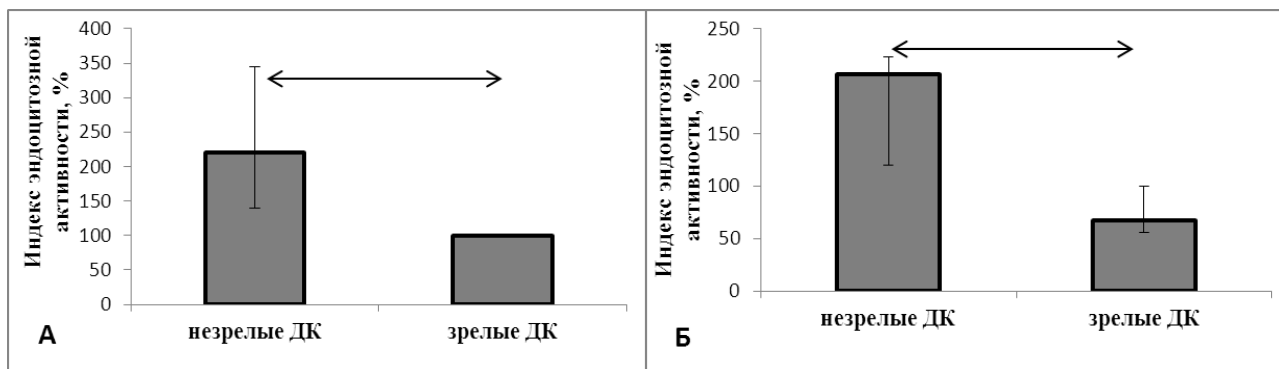 Индекс эндоцитозной
активности, %
400
350
300
250
200
150
100
50
0
незрелые ДК
зрелые ДК
А
Индекс эндоцитозной
активности, %
250
200
150
100
50
0
незрелые ДК
зрелые ДК
Б